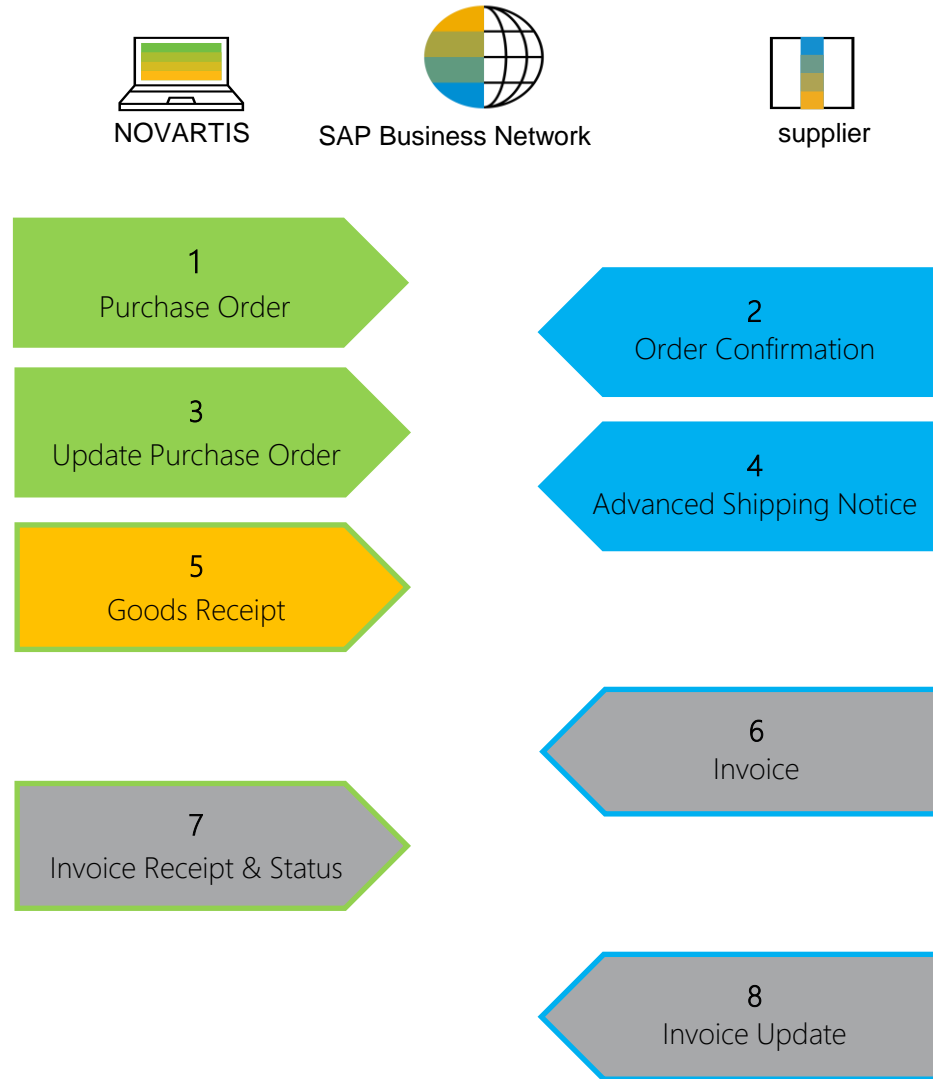 NOVARTIS
SAP Business Network
supplier
1
Purchase Order
2
Order Confirmation
3
Update Purchase Order
4
Advanced Shipping Notice
5
Goods Receipt
6
Invoice
7
Invoice Receipt & Status
8
Invoice Update